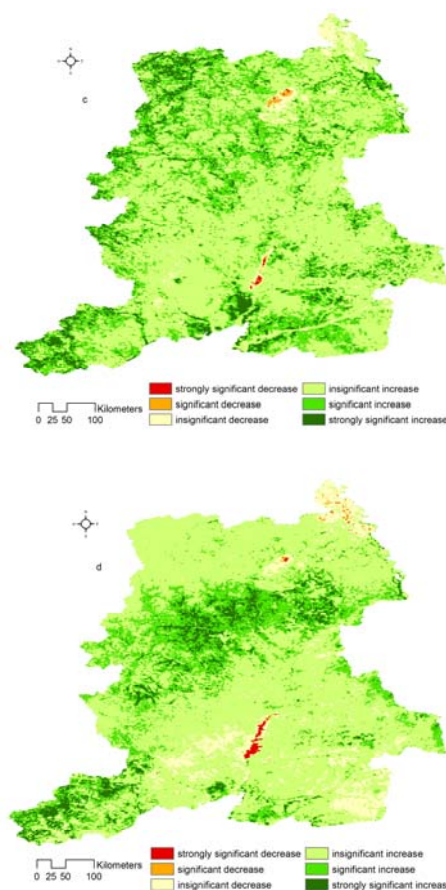 c
strongly significant decrease insignificant increase
Kilometers significant decrease significant increase
0 25 50 100 insignificant decrease strongly significant increase
d
strongly significant decrease insignificant increase
Kilometers significant decrease significant increase
0 25 50 100 insignificant decrease strongly significant increase